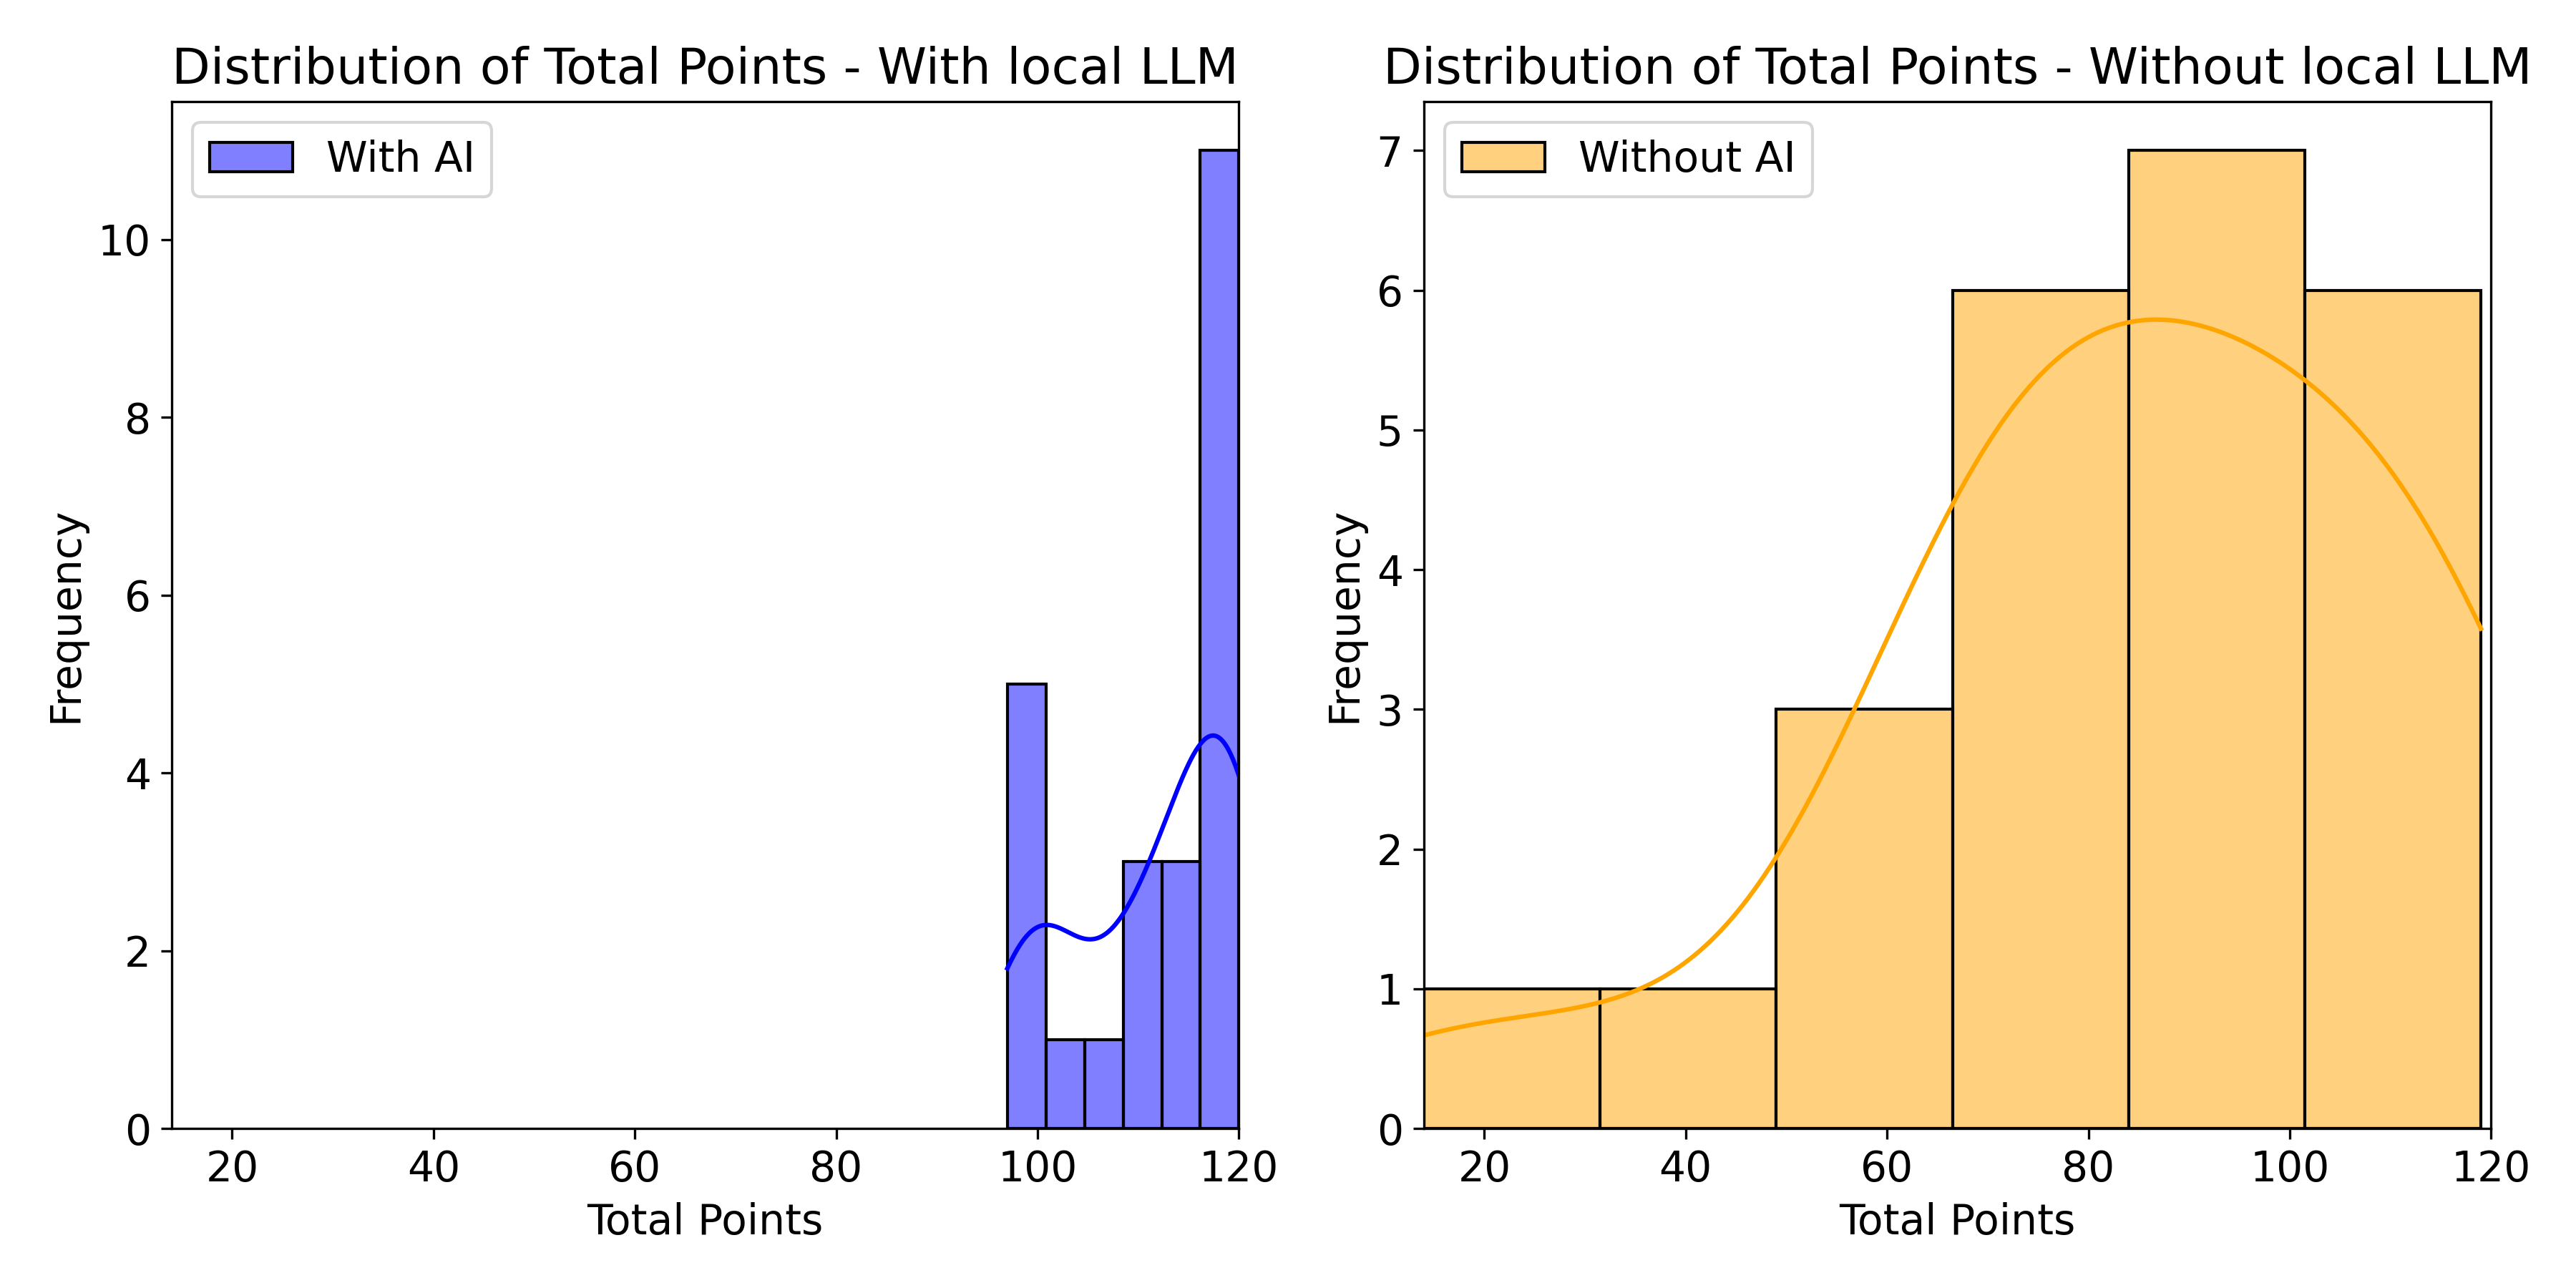 Distribution of Total Points - With local LLM
With AI
Frequency
10
8
6
4
2
0
20 40 60 80 100 120
Total Points
Distribution of Total Points - Without local LLM
Without AI
Frequency
7
6
5
4
3
2
1
0
20 40 60 80 100 120
Total Points